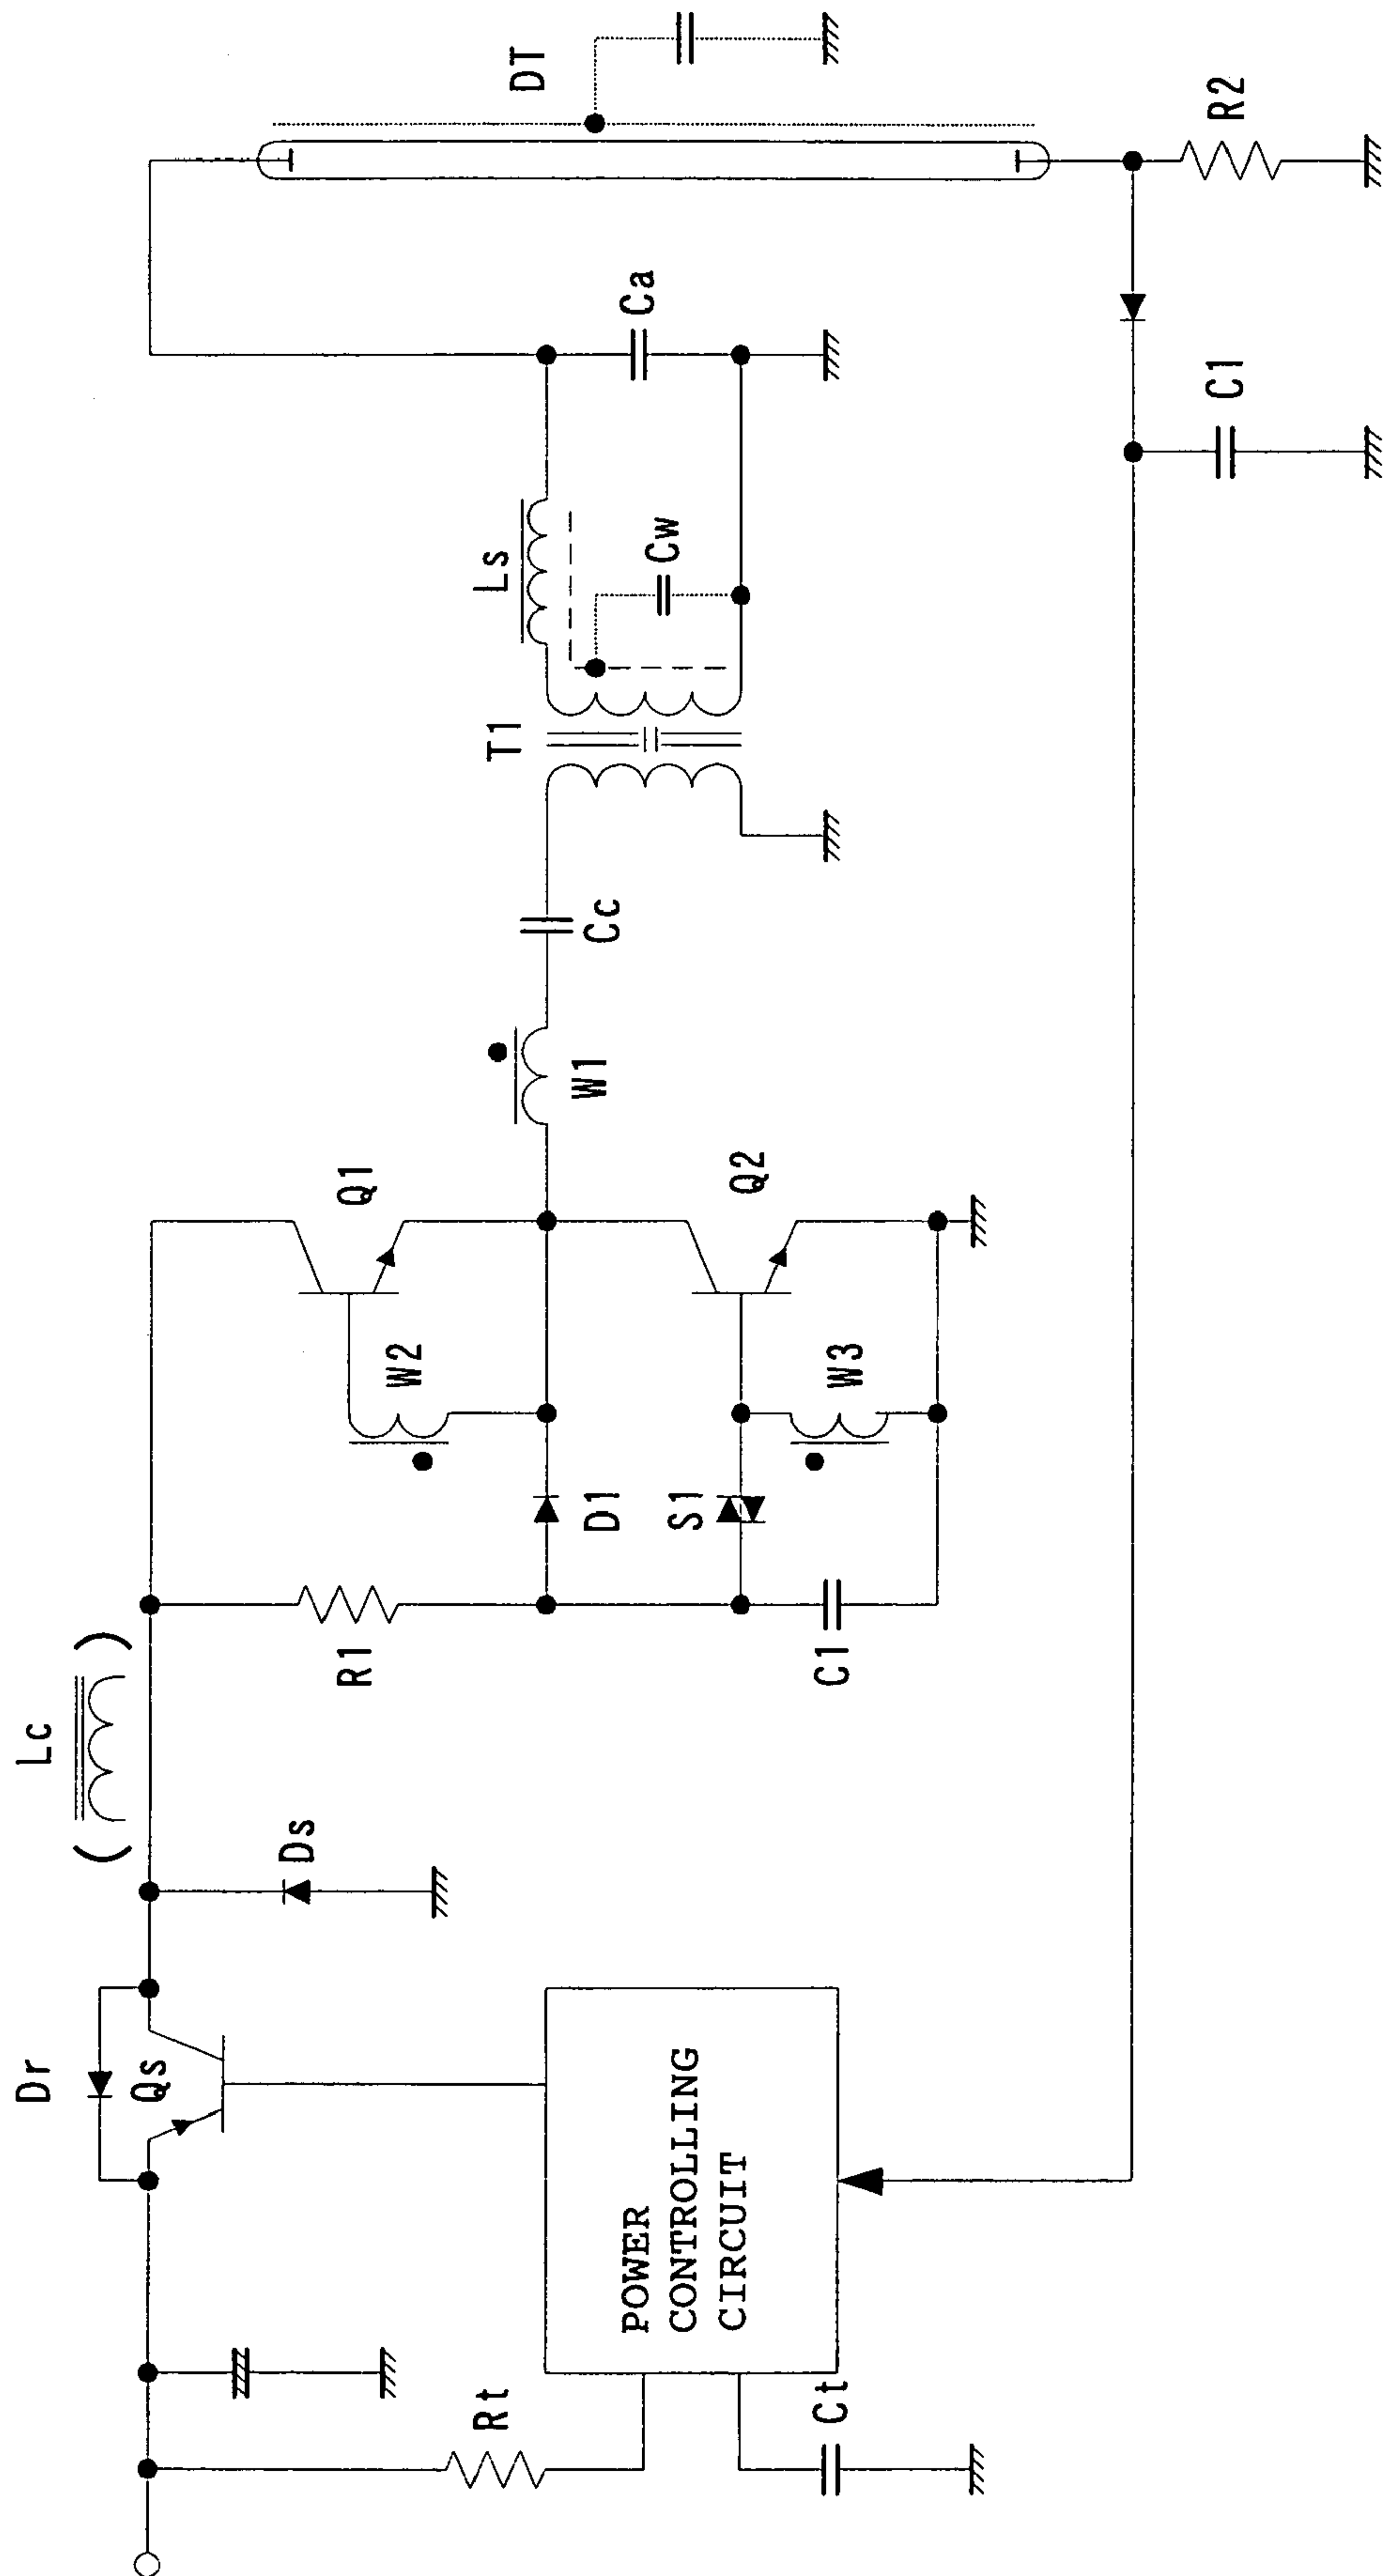 Lc
( )
Dr
Qs
Ds
R1
D1
S1
C1
W2
Q1
W3
Q2
W1
Cc
T1
Ls
Cw
Ca
DT
R2
C1
Rt
Ct
POWER
CONTROLLING
CIRCUIT